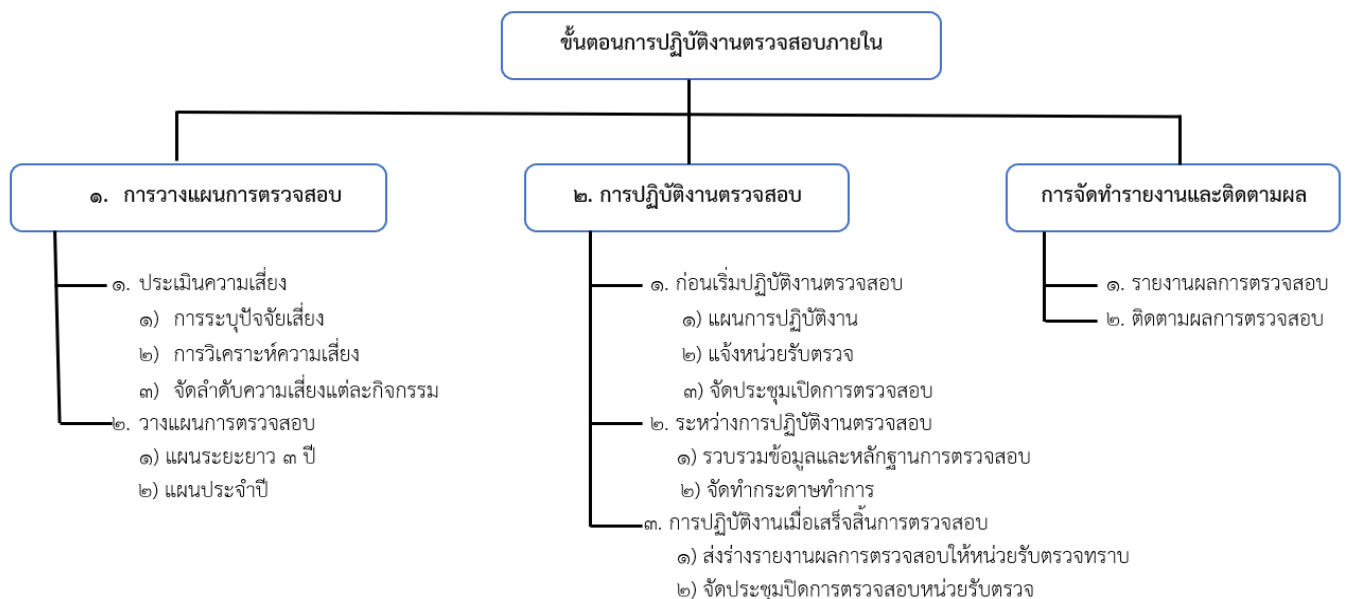 ขั้นตอนการปฏิบัติงานตรวจสอบภายใน
๑. การวางแผนการตรวจสอบ
๑. ประเมินความเสี่ยง
๑) การระบุปัจจัยเสี่ยง
๒) การวิเคราะห์ความเสี่ยง
๓) จัดลำดับความเสี่ยงแต่ละกิจกรรม
๒. วางแผนการตรวจสอบ
๑) แผนระยะยาว ๓ ปี
๒) แผนประจำปี
๒. การปฏิบัติงานตรวจสอบ
๑. ก่อนเริ่มปฏิบัติงานตรวจสอบ
๑) แผนการปฏิบัติงาน
๒) แจ้งหน่วยรับตรวจ
๓) จัดประชุมเปิดการตรวจสอบ
๒. ระหว่างการปฏิบัติงานตรวจสอบ
๑) รวบรวมข้อมูลและหลักฐานการตรวจสอบ
๒) จัดทำกระดาษทำการ
๓. การปฏิบัติงานเมื่อเสร็จสิ้นการตรวจสอบ
๑) ส่งร่างรายงานผลการตรวจสอบให้หน่วยรับตรวจทราบ
๒) จัดประชุมปิดการตรวจสอบหน่วยรับตรวจ
การจัดทำรายงานและติดตามผล
๑. รายงานผลการตรวจสอบ
๒. ติดตามผลการตรวจสอบ